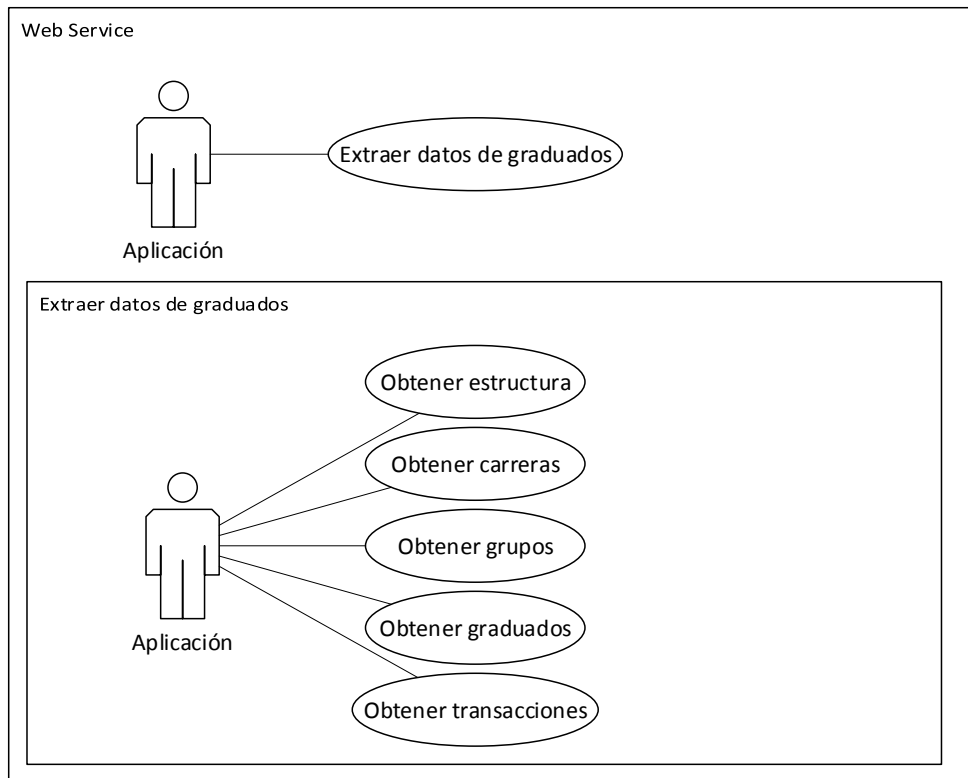 Web Service
Extraer datos de graduados
Aplicación
Extraer datos de graduados
Obtener estructura
Obtener carreras
Obtener grupos
Obtener graduados
Aplicación
Obtener transacciones